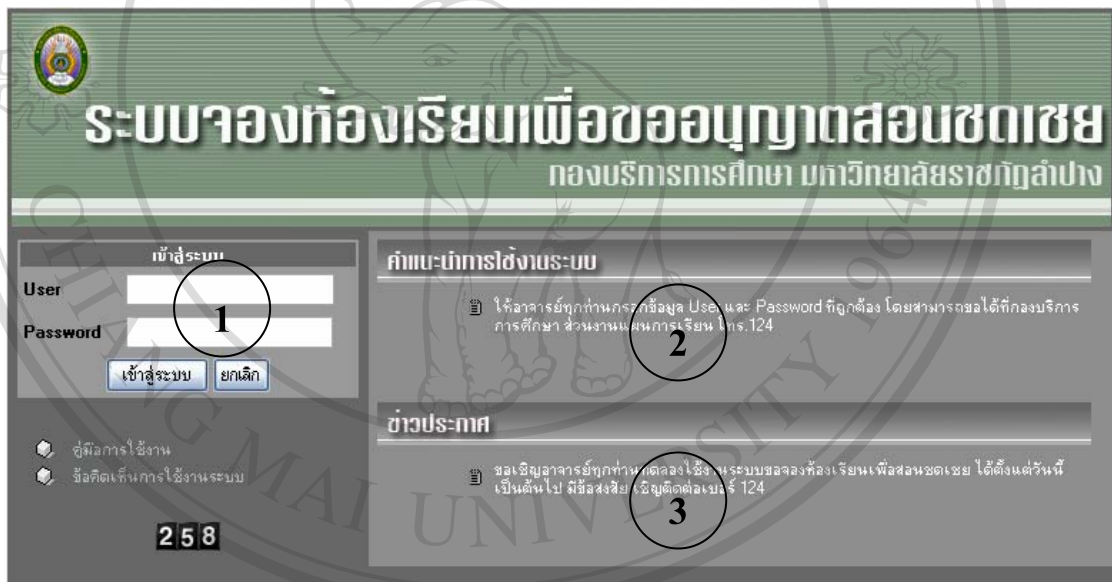 ระบบจองห้องเรียนเพื่อขออนุญาตสอนชดเชย
กองบริการการศึกษา มหาวิทยาลัยราชภัฏลำปาง
เข้าสู่ระบบ
User
Password
1
เข้าสู่ระบบ ยกเลิก
คู่มือการใช้งาน
ข้อคิดเห็นการใช้งานระบบ
258
คำแนะนำการใช้งานระบบ
ให้อาจารย์ทุกท่านกรอกข้อมูล User และ Password ที่ถูกต้อง โดยสามารถขอได้ที่กองบริการ
การศึกษา ส่วนงานแผนการเรียน โทร.124
2
ข่าวประกาศ
ขอเชิญอาจารย์ทุกท่านทดลองใช้งานระบบขอจองห้องเรียนเพื่อสอนชดเชย ได้ตั้งแต่วันนี้
เป็นต้นไป มีข้อสงสัย เชิญติดต่อเบอร์ 124
3
CHIANG MAI UNIVERSITY 1964